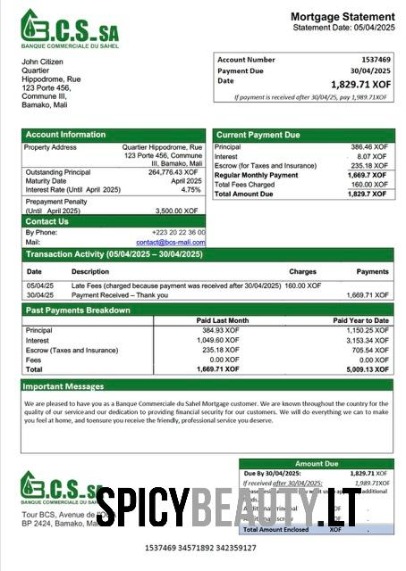 B.C.S. SA
BANQUE COMMERCIALE DU SAHEL
Mortgage Statement
Statement Date: 05/04/2025
John Citizen
Quartier
Hippodrome, Rue
123 Porte 456,
Commune III,
Bamako, Mali
Account Number 1537469
Payment Due 30/04/2025
Date 1,829.71 XOF
If payment is received after 30/04/25, pay 1,989.71XOF
Account Information
Property Address Quartier Hippodrome, Rue
123 Porte 456, Commune
III, Bamako, Mali
Outstanding Principal 264,776.43 XOF
Maturity Date April 2025
Interest Rate (Until April 2025) 4.75%
Prepayment Penalty
(Until April 2025) 3,500.00 XOF
Contact Us
By Phone: +223 20 22 36 00
Mail: contact@bcs-mali.com
Current Payment Due
Principal 386.46 XOF
Interest 8.07 XOF
Escrow (for Taxes and Insurance) 235.18 XOF
Regular Monthly Payment 1,669.7 XOF
Total Fees Charged 160.00 XOF
Total Amount Due 1,829.7 XOF
Transaction Activity (05/04/2025 – 30/04/2025)
Date Description Charges Payments
05/04/25 Late Fees (charged because payment was received after 30/04/2025) 160.00 XOF
30/04/25 Payment Received – Thank you 1,669.71 XOF
Past Payments Breakdown
Paid Last Month Paid Year to Date
Principal 384.93 XOF 1,150.25 XOF
Interest 1,049.60 XOF 3,153.34 XOF
Escrow (Taxes and Insurance) 235.18 XOF 705.54 XOF
Fees 0.00 XOF 0.00 XOF
Total 1,669.71 XOF 5,009.13 XOF
Important Messages
We are pleased to have you as a Banque Commerciale du Sahel Mortgage customer. We are known throughout the country for the
quality of our service and our dedication to providing financial security for our customers. We will do everything we can to make
you feel at home, and toensure you receive the friendly, professional service you deserve.
B.C.S. SA
BANQUE COMMERCIALE DU SAHEL
Tour BCS, Avenue de
BP 2424, Bamako, Mali
Amount Due
Due By 30/04/2025: 1,829.71 XOF
If received after 30/04/2025: 1,989.71 XOF
Total Amount Enclosed XOF
SPICYBEAUTY.LT
1537469 34571892 342359127